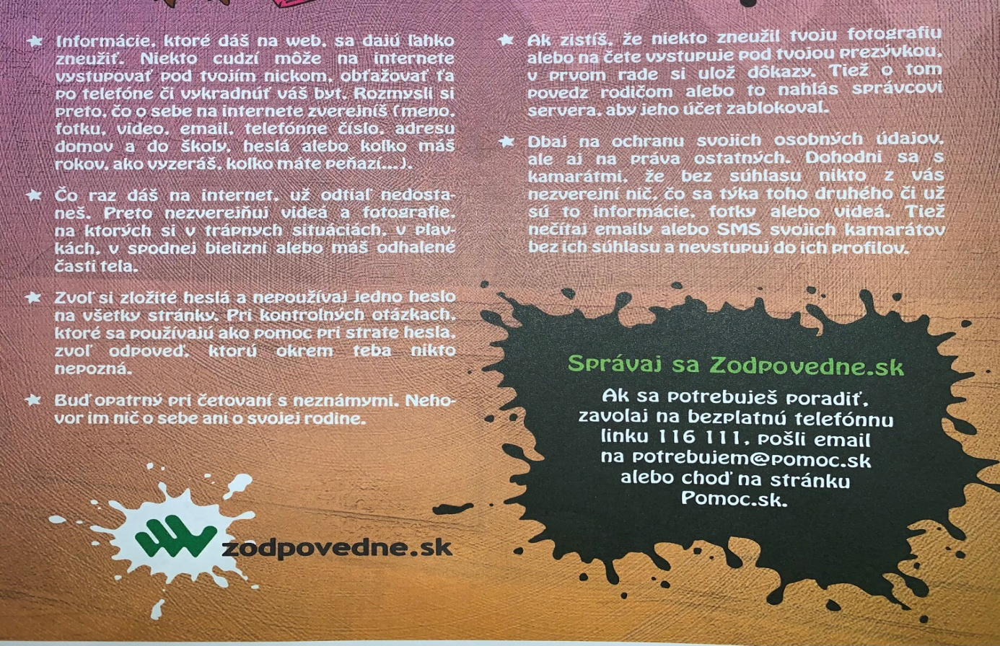 Informácie, ktoré dáš na web, sa dajú ľahko
zneužiť. Niekto cudzí môže na internete
vystupovať pod tvojím nickom, obťažovať ťa
po telefóne či vykradnúť váš byt. Rozmysli si
preto, čo o sebe na internete zverejníš (meno,
fotku, video, email, telefónne číslo, adresu
domov a do školy, heslá alebo koľko máš
rokov, ako vyzeráš, koľko máte peňazí...).
Čo raz dáš na internet, už odtiaľ nedosta-
neš. Preto nezverejňuj videá a fotografie,
na ktorých si v trápnych situáciách, v plav-
kách, v spodnej bielizni alebo máš odhalené
časti tela.
Zvoľ si zložité heslá a nepoužívaj jedno heslo
na všetky stránky. Pri kontrolných otázkach,
ktoré sa používajú ako pomoc pri strate hesla,
zvoľ odpoveď, ktorú okrem teba nikto
nepozná.
Buď opatrný pri četovaní s neznámymi. Neho-
vor im nič o sebe ani o svojej rodine.
Ak zistíš, že niekto zneužil tvoju fotografiu
alebo na čete vystupuje pod tvojou prezývkou,
v prvom rade si ulož dôkazy. Tiež o tom
povedz rodičom alebo to nahlás správcovi
servera, aby jeho účet zablokoval.
Dbaj na ochranu svojich osobných údajov,
ale aj na práva ostatných. Dohodni sa s
kamarátmi, že bez súhlasu nikto z vás
nezverejní nič, čo sa týka toho druhého či už
sú to informácie, fotky alebo videá. Tiež
nečítaj emaily alebo SMS svojich kamarátov
bez ich súhlasu a nevstupuj do ich profilov.
Správaj sa Zodpovedne.sk
Ak sa potrebuješ poradiť,
zavolaj na bezplatnú telefónnu
linku 116 111, pošli email
na potrebujem@pomoc.sk
alebo choď na stránku
Pomoc.sk.
zodpovedne.sk